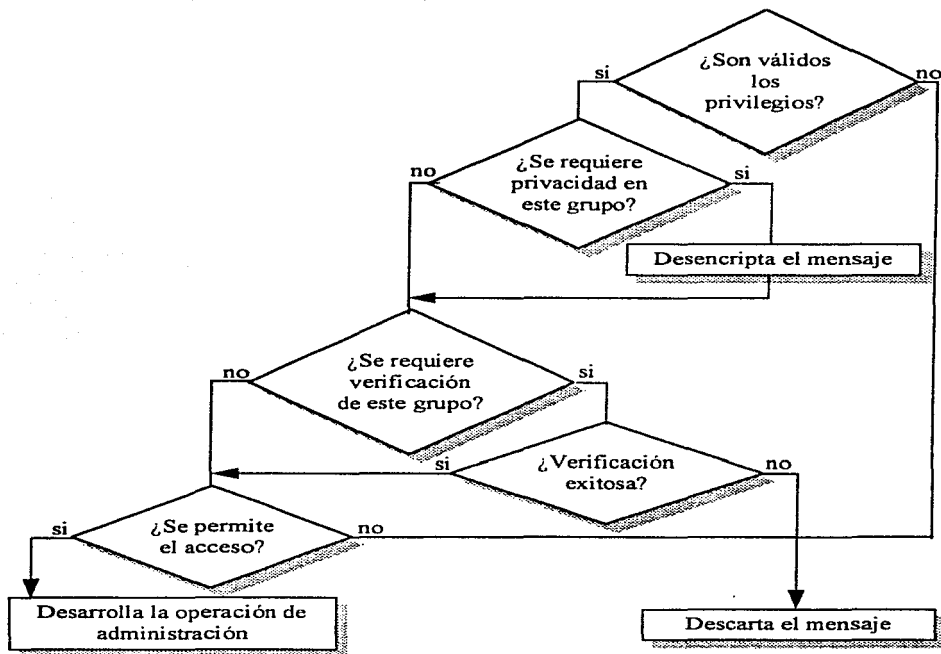 ¿Son válidos
los
privilegios?
si
no
¿Se requiere
privacidad en
este grupo?
no
si
Desencripta el mensaje
¿Se requiere
verificación
de este grupo?
no
si
¿Verificación
exitosa?
si
no
¿Se permite
el acceso?
si
no
Desarrolla la operación de
administración
Descarta el mensaje